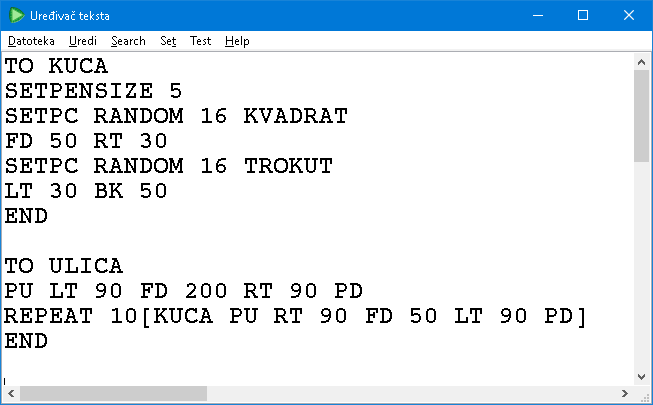 Uređivač teksta
Datoteka Uredi Search Set Test Help
TO KUCA
SETPENSIZE 5
SETPC RANDOM 16 KVADRAT
FD 50 RT 30
SETPC RANDOM 16 TROKUT
LT 30 BK 50
END
TO ULICA
PU LT 90 FD 200 RT 90 PD
REPEAT 10[KUCA PU RT 90 FD 50 LT 90 PD]
END